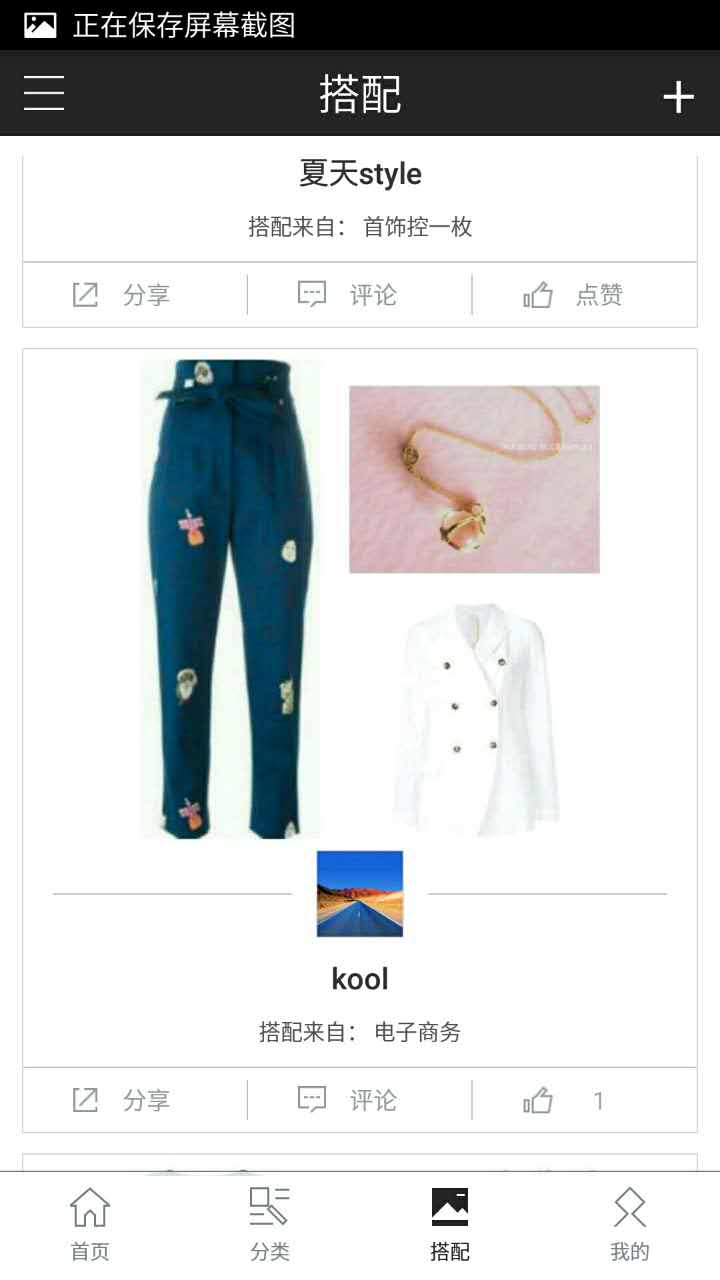 正在保存屏幕截图
搭配
夏天style
搭配来自: 首饰控一枚
分享
评论
点赞
kool
搭配来自: 电子商务
分享
评论
1
首页
分类
搭配
我的